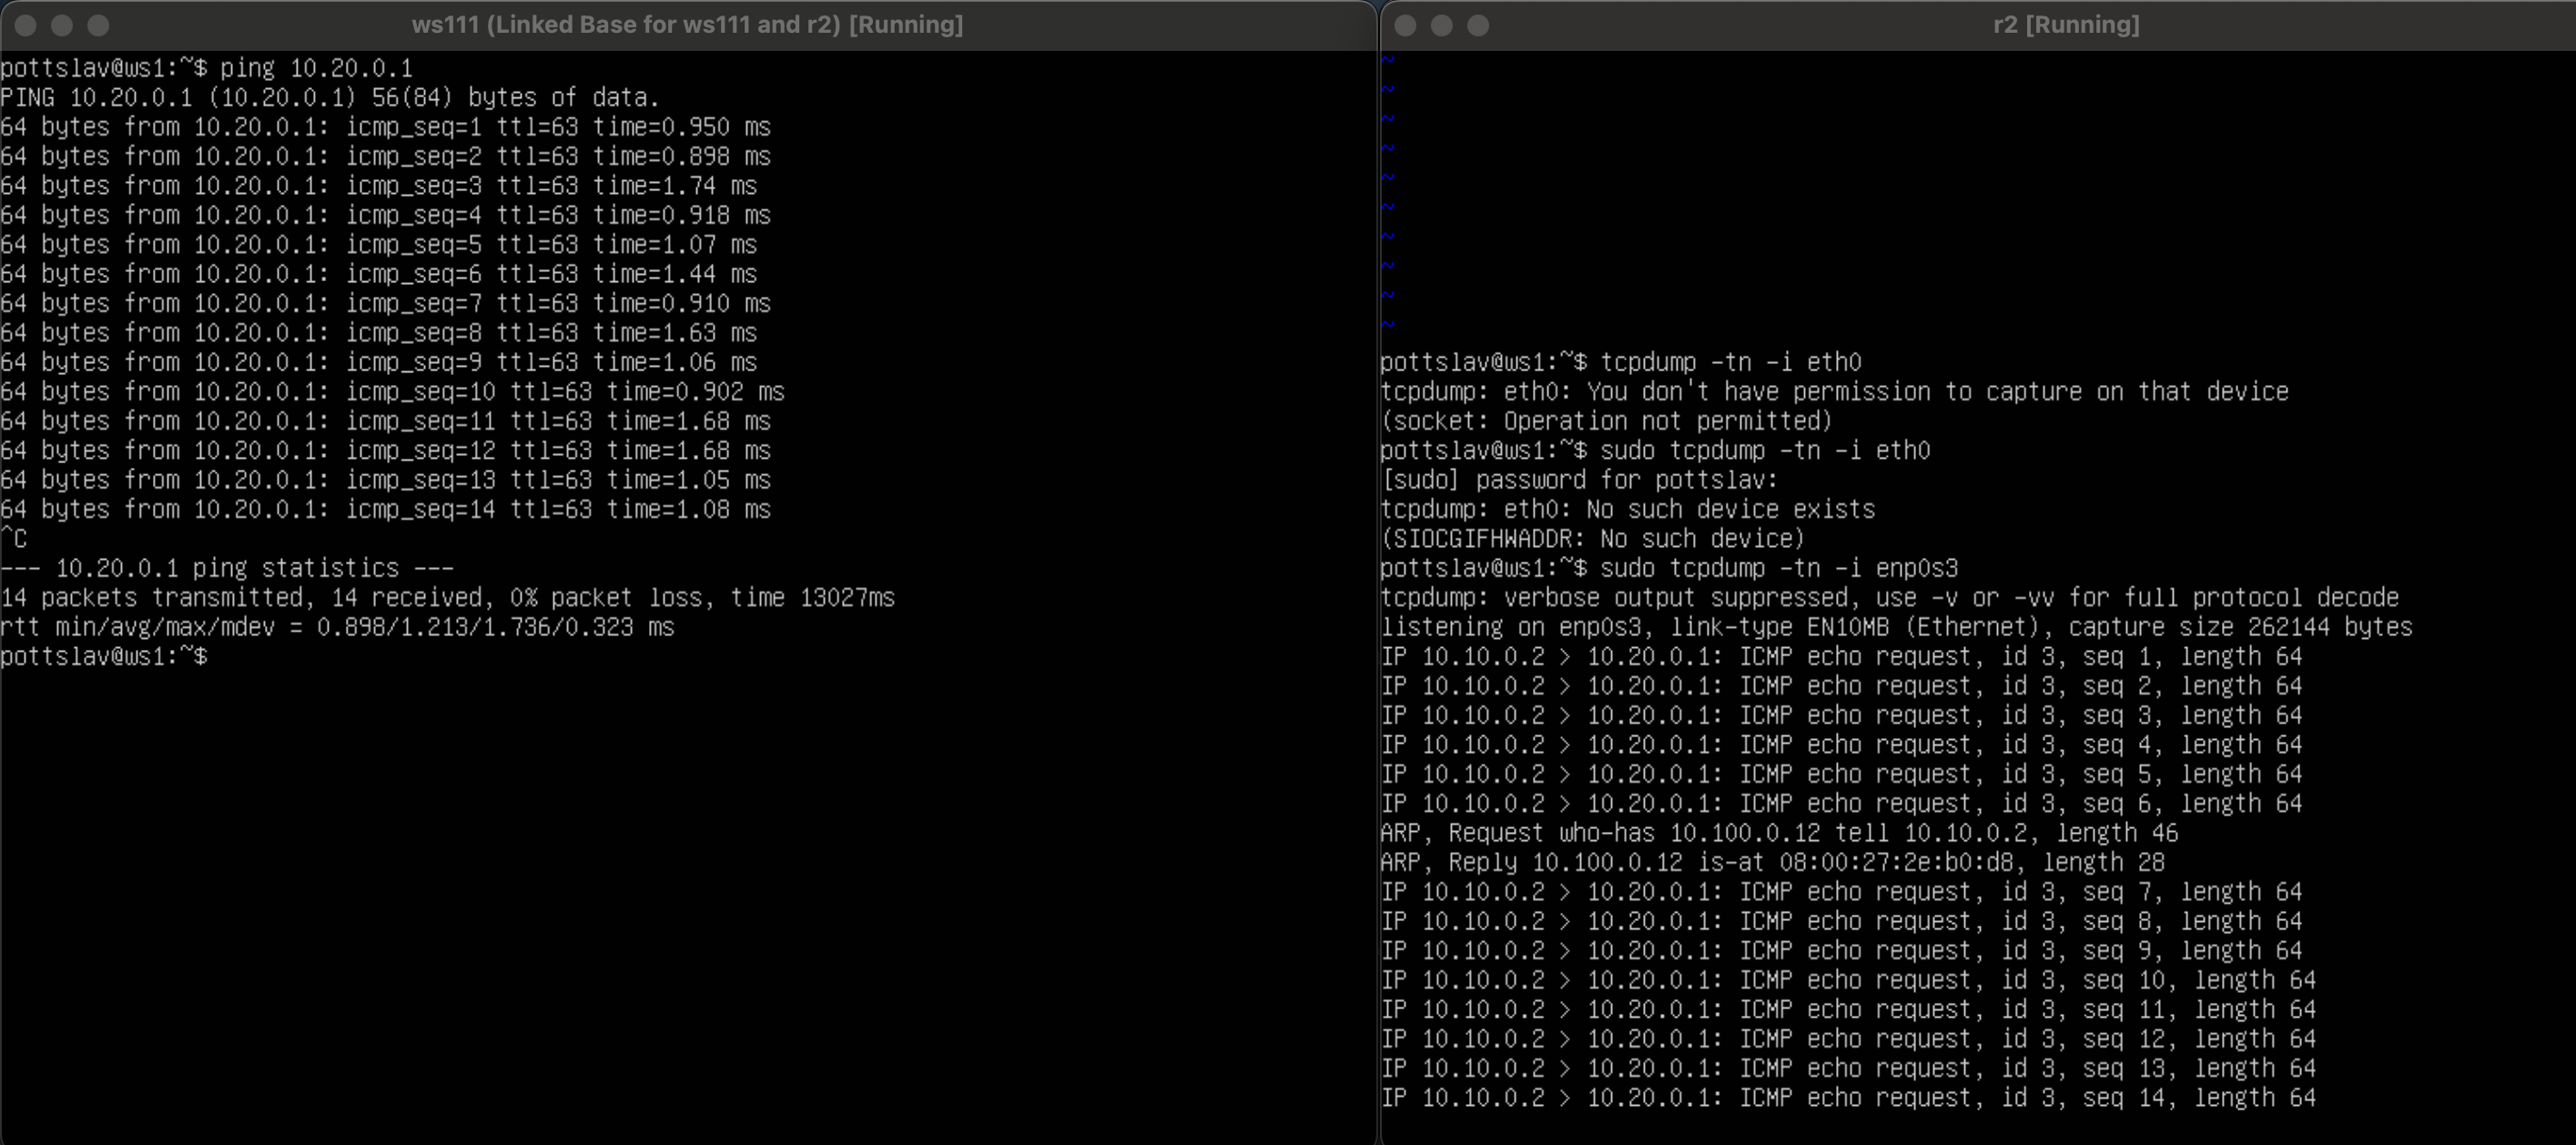 ws111 (Linked Base for ws111 and r2) [Running]
pottslav@ws1:~$ ping 10.20.0.1
PING 10.20.0.1 (10.20.0.1) 56(84) bytes of data.
64 bytes from 10.20.0.1: icmp_seq=1 ttl=63 time=0.950 ms
64 bytes from 10.20.0.1: icmp_seq=2 ttl=63 time=0.898 ms
64 bytes from 10.20.0.1: icmp_seq=3 ttl=63 time=1.74 ms
64 bytes from 10.20.0.1: icmp_seq=4 ttl=63 time=0.918 ms
64 bytes from 10.20.0.1: icmp_seq=5 ttl=63 time=1.07 ms
64 bytes from 10.20.0.1: icmp_seq=6 ttl=63 time=1.44 ms
64 bytes from 10.20.0.1: icmp_seq=7 ttl=63 time=0.910 ms
64 bytes from 10.20.0.1: icmp_seq=8 ttl=63 time=1.63 ms
64 bytes from 10.20.0.1: icmp_seq=9 ttl=63 time=1.06 ms
64 bytes from 10.20.0.1: icmp_seq=10 ttl=63 time=0.902 ms
64 bytes from 10.20.0.1: icmp_seq=11 ttl=63 time=1.68 ms
64 bytes from 10.20.0.1: icmp_seq=12 ttl=63 time=1.68 ms
64 bytes from 10.20.0.1: icmp_seq=13 ttl=63 time=1.05 ms
64 bytes from 10.20.0.1: icmp_seq=14 ttl=63 time=1.08 ms
^C
--- 10.20.0.1 ping statistics ---
14 packets transmitted, 14 received, 0% packet loss, time 13027ms
rtt min/avg/max/mdev = 0.898/1.213/1.736/0.323 ms
pottslav@ws1:~$
r2 [Running]
~
~
~
~
~
~
~
~
~
~
pottslav@ws1:~$ tcpdump -tn -i eth0
tcpdump: eth0: You don't have permission to capture on that device
(socket: Operation not permitted)
pottslav@ws1:~$ sudo tcpdump -tn -i eth0
[sudo] password for pottslav:
tcpdump: eth0: No such device exists
(SIOCGIFHWADDR: No such device)
pottslav@ws1:~$ sudo tcpdump -tn -i enp0s3
tcpdump: verbose output suppressed, use -v or -vv for full protocol decode
listening on enp0s3, link-type EN10MB (Ethernet), capture size 262144 bytes
IP 10.10.0.2 > 10.20.0.1: ICMP echo request, id 3, seq 1, length 64
IP 10.10.0.2 > 10.20.0.1: ICMP echo request, id 3, seq 2, length 64
IP 10.10.0.2 > 10.20.0.1: ICMP echo request, id 3, seq 3, length 64
IP 10.10.0.2 > 10.20.0.1: ICMP echo request, id 3, seq 4, length 64
IP 10.10.0.2 > 10.20.0.1: ICMP echo request, id 3, seq 5, length 64
IP 10.10.0.2 > 10.20.0.1: ICMP echo request, id 3, seq 6, length 64
ARP, Request who-has 10.100.0.12 tell 10.10.0.2, length 46
ARP, Reply 10.100.0.12 is-at 08:00:27:2e:b0:d8, length 28
IP 10.10.0.2 > 10.20.0.1: ICMP echo request, id 3, seq 7, length 64
IP 10.10.0.2 > 10.20.0.1: ICMP echo request, id 3, seq 8, length 64
IP 10.10.0.2 > 10.20.0.1: ICMP echo request, id 3, seq 9, length 64
IP 10.10.0.2 > 10.20.0.1: ICMP echo request, id 3, seq 10, length 64
IP 10.10.0.2 > 10.20.0.1: ICMP echo request, id 3, seq 11, length 64
IP 10.10.0.2 > 10.20.0.1: ICMP echo request, id 3, seq 12, length 64
IP 10.10.0.2 > 10.20.0.1: ICMP echo request, id 3, seq 13, length 64
IP 10.10.0.2 > 10.20.0.1: ICMP echo request, id 3, seq 14, length 64